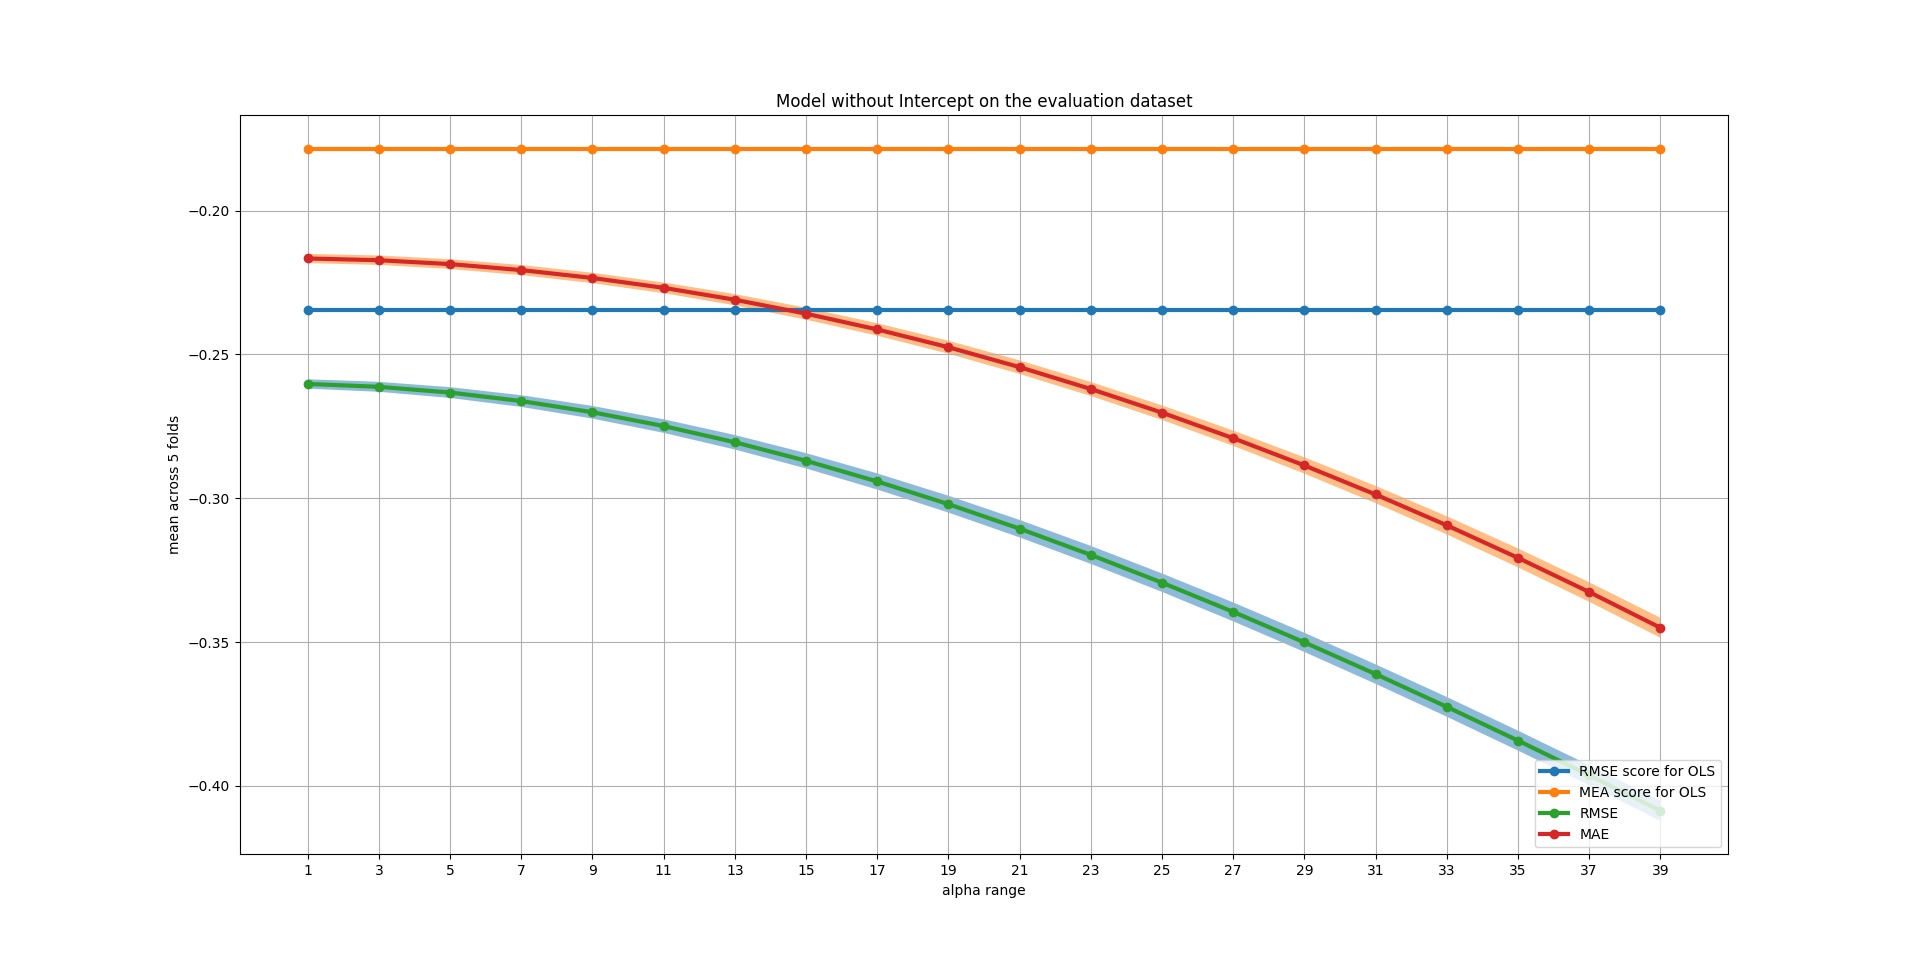 Model without Intercept on the evaluation dataset
mean across 5 folds
−0.20
−0.25
−0.30
−0.35
−0.40
1 3 5 7 9 11 13 15 17 19 21 23 25 27 29 31 33 35 37 39
alpha range
RMSE score for OLS
MEA score for OLS
RMSE
MAE